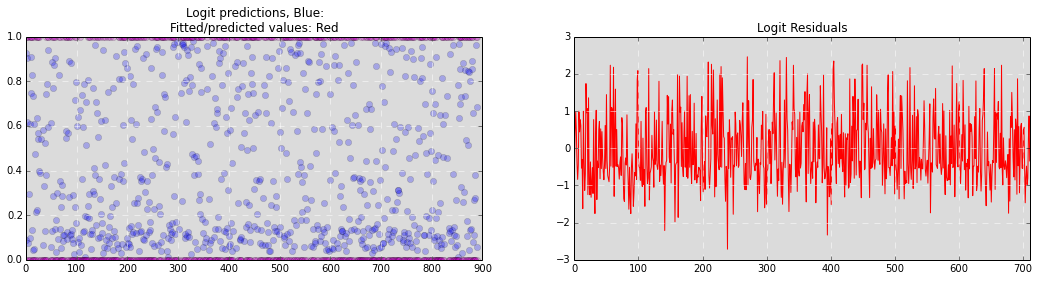 Logit predictions, Blue:
Fitted/predicted values: Red
1.0
0.8
0.6
0.4
0.2
0.0
0 100 200 300 400 500 600 700 800 900
Logit Residuals
3
2
1
0
−1
−2
−3
0 100 200 300 400 500 600 700